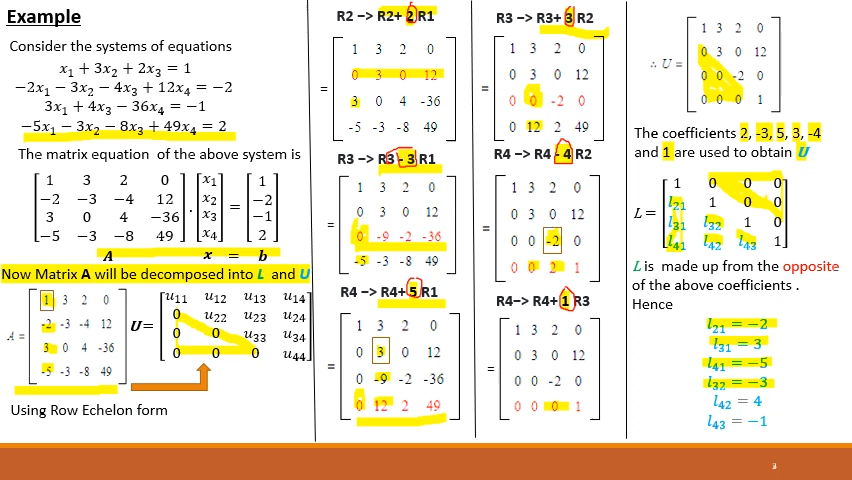 Example
Consider the systems of equations
x₁ + 3x₂ + 2x₃ = 1
−2x₁ − 3x₂ − 4x₃ + 12x₄ = −2
3x₁ + 4x₃ − 36x₄ = −1
−5x₁ − 3x₂ − 8x₃ + 49x₄ = 2
The matrix equation of the above system is
1 3 2 0 x₁ 1
−2 −3 −4 12 x₂ −2
3 0 4 −36 . x₃ = −1
−5 −3 −8 49 x₄ 2
A x = b
Now Matrix A will be decomposed into L and U
A =
1 3 2 0
-2 -3 -4 12
3 0 4 -36
-5 -3 -8 49
U=
u₁₁ u₁₂ u₁₃ u₁₄
0 u₂₂ u₂₃ u₂₄
0 0 u₃₃ u₃₄
0 0 0 u₄₄
Using Row Echelon form
R2 –> R2+ 2 R1
=
1 3 2 0
0 3 0 12
3 0 4 -36
-5 -3 -8 49
R3 –> R3 - 3 R1
=
1 3 2 0
0 3 0 12
0 -9 -2 -36
-5 -3 -8 49
R4 –> R4+ 5 R1
=
1 3 2 0
0 3 0 12
0 -9 -2 -36
0 12 2 49
R3 –> R3+ 3 R2
=
1 3 2 0
0 3 0 12
0 0 -2 0
0 12 2 49
R4 –> R4 - 4 R2
=
1 3 2 0
0 3 0 12
0 0 -2 0
0 0 2 1
R4–> R4+ 1 R3
=
1 3 2 0
0 3 0 12
0 0 -2 0
0 0 0 1
∴ U =
1 3 2 0
0 3 0 12
0 0 -2 0
0 0 0 1
The coefficients 2, -3, 5, 3, -4
and 1 are used to obtain U
L =
1 0 0 0
l₂₁ 1 0 0
l₃₁ l₃₂ 1 0
l₄₁ l₄₂ l₄₃ 1
L is made up from the opposite
of the above coefficients .
Hence
l₂₁ = −2
l₃₁ = 3
l₄₁ = −5
l₃₂ = −3
l₄₂ = 4
l₄₃ = −1